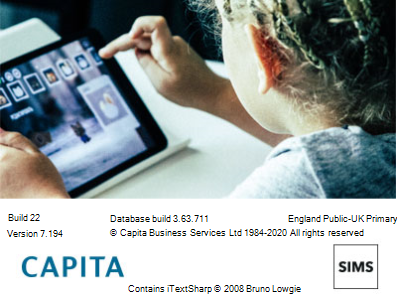 Build 22 Database build 3.63.711 England Public-UK Primary
Version 7.194 © Capita Business Services Ltd 1984-2020 All rights reserved
CAPITA SIMS
Contains iTextSharp © 2008 Bruno Lowgie